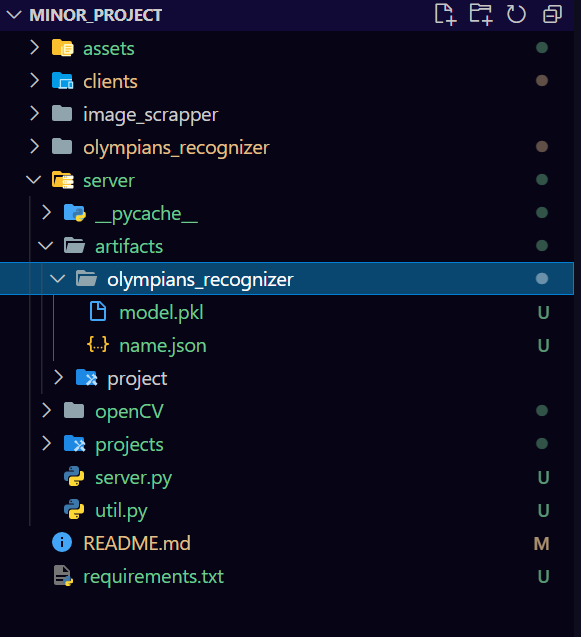 MINOR_PROJECT
assets
clients
image_scrapper
olympians_recognizer
server
__pycache__
artifacts
olympians_recognizer
model.pkl U
{..} name.json U
project
openCV
projects
server.py U
util.py U
README.md M
requirements.txt U